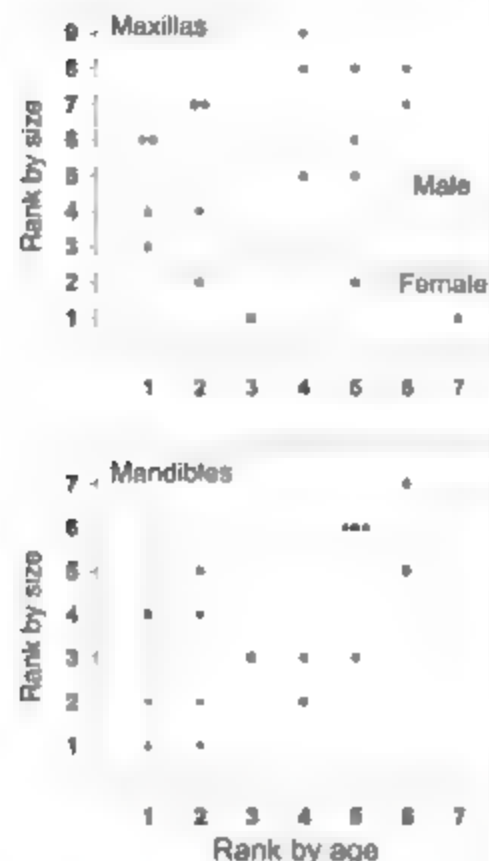 Maxillas
9
8
7
6
5
4
3
2
1
Rank by size
Male
Female
1 2 3 4 5 6 7
Mandibles
7
6
5
4
3
2
1
Rank by size
1 2 3 4 5 6 7
Rank by age